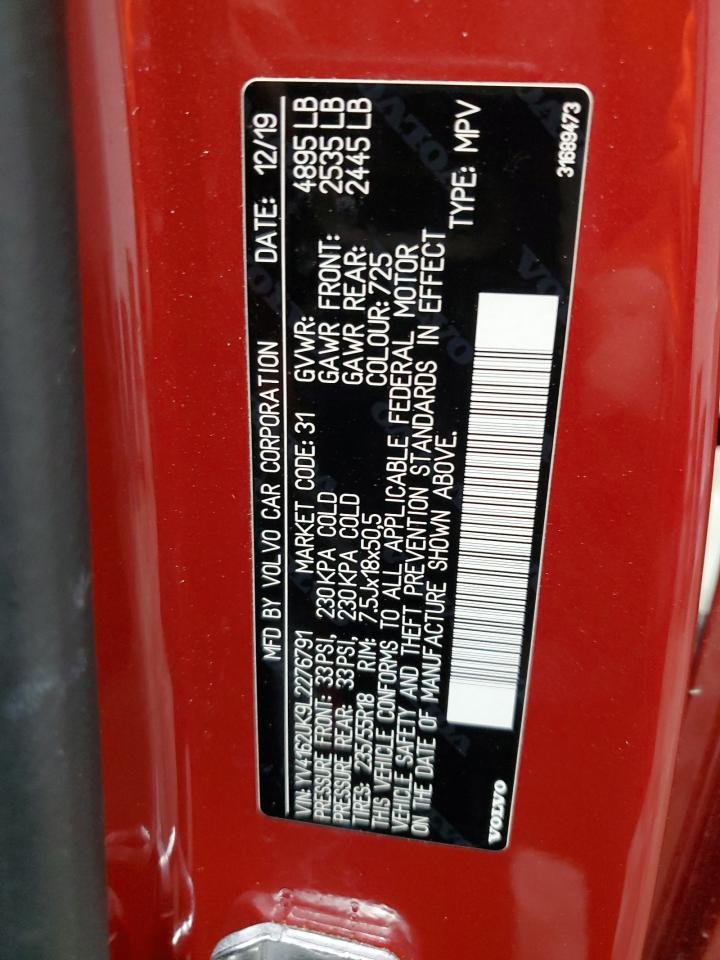 MFD BY VOLVO CAR CORPORATION DATE: 12/19
VIN: YV4162UK9L2276791 MARKET CODE: 31 GVWR: 4895 LB
PRESSURE FRONT: 33PSI, 230KPA COLD GAWR FRONT: 2535 LB
PRESSURE REAR: 33PSI, 230KPA COLD GAWR REAR: 2445 LB
TIRES: 235/55R18 RIM: 7.5Jx18x50,5 COLOUR: 725
THIS VEHICLE CONFORMS TO ALL APPLICABLE FEDERAL MOTOR
VEHICLE SAFETY AND THEFT PREVENTION STANDARDS IN EFFECT
ON THE DATE OF MANUFACTURE SHOWN ABOVE. TYPE: MPV
VOLVO
31689473